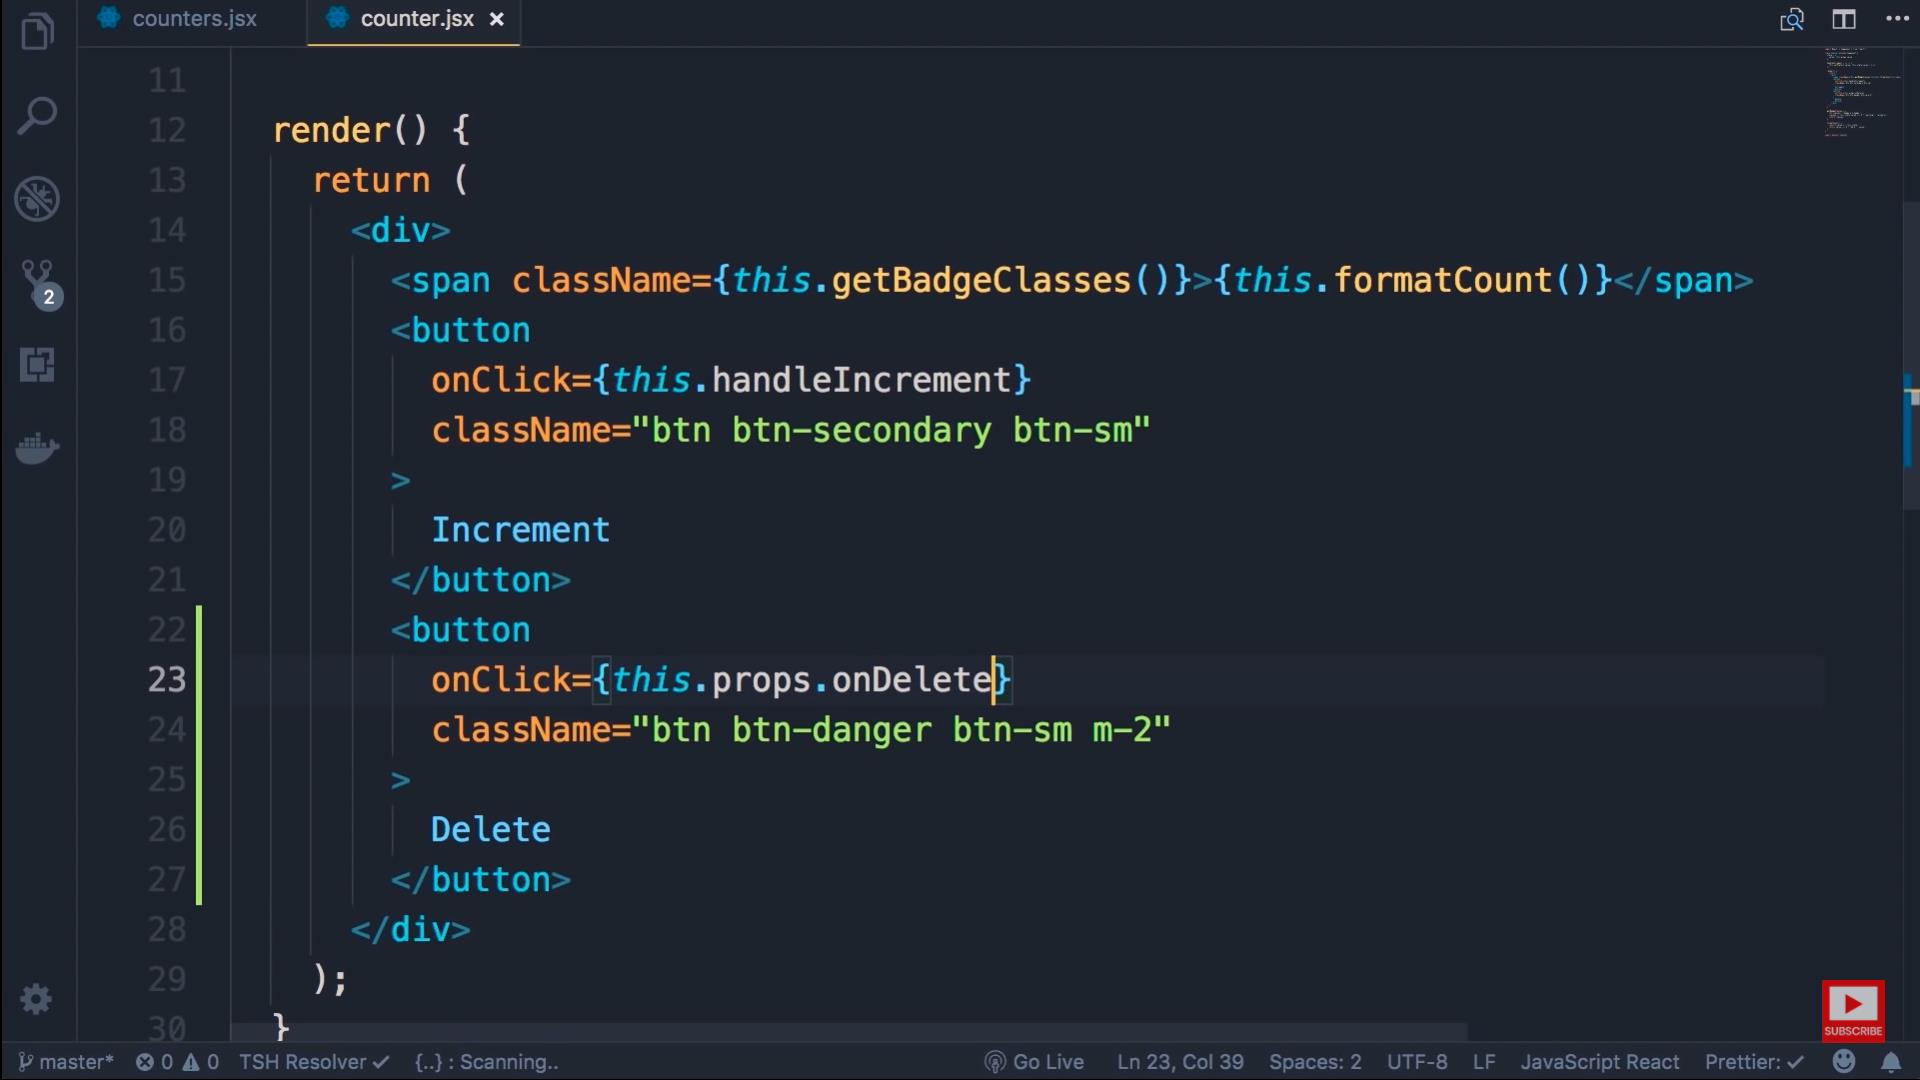 counters.jsx
counter.jsx
11
12 render() {
13 return (
14 <div>
15 <span className={this.getBadgeClasses()}>{this.formatCount()}</span>
16 <button
17 onClick={this.handleIncrement}
18 className="btn btn-secondary btn-sm"
19 >
20 Increment
21 </button>
22 <button
23 onClick={this.props.onDelete}
24 className="btn btn-danger btn-sm m-2"
25 >
26 Delete
27 </button>
28 </div>
29 );
30 }
2
SUBSCRIBE
master* 0 0 TSH Resolver ✓ {..} : Scanning.. Go Live Ln 23, Col 39 Spaces: 2 UTF-8 LF JavaScript React Prettier: ✓